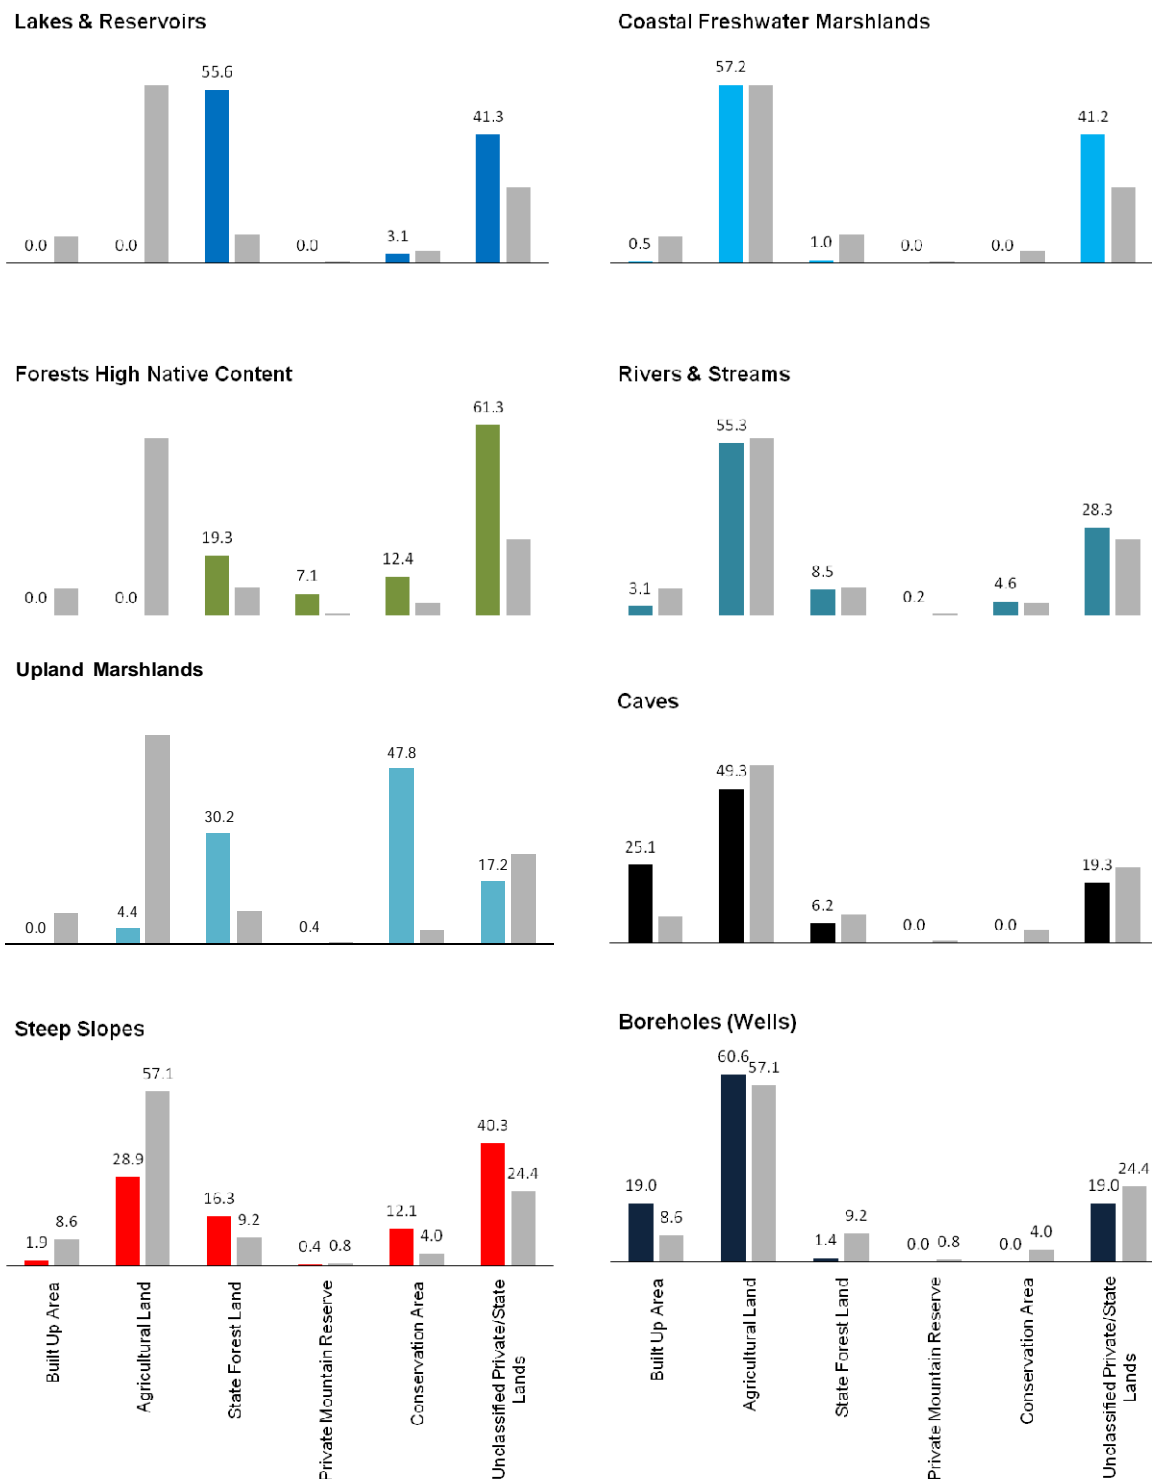 Lakes & Reservoirs
55.6
41.3
0.0
0.0
0.0
3.1
Coastal Freshwater Marshlands
57.2
41.2
0.5
1.0
0.0
0.0
Forests High Native Content
61.3
19.3
7.1
12.4
0.0
0.0
Rivers & Streams
55.3
28.3
3.1
8.5
0.2
4.6
Upland Marshlands
47.8
30.2
17.2
0.0
4.4
0.4
Caves
49.3
25.1
19.3
6.2
0.0
0.0
Steep Slopes
57.1
40.3
28.9
24.4
16.3
12.1
1.9
8.6
9.2
0.4
0.8
4.0
Built Up Area
Agricultural Land
State Forest Land
Private Mountain Reserve
Conservation Area
Unclassified Private/State
Lands
Boreholes (Wells)
60.6
57.1
19.0
8.6
1.4
9.2
0.0
0.8
0.0
4.0
19.0
24.4
Built Up Area
Agricultural Land
State Forest Land
Private Mountain Reserve
Conservation Area
Unclassified Private/State
Lands